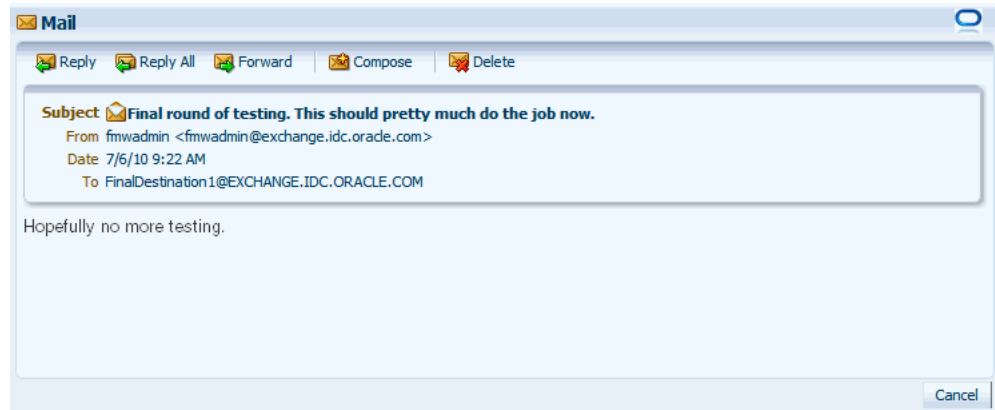 Mail
Reply Reply All Forward Compose Delete
Subject Final round of testing. This should pretty much do the job now.
From fmwadmin <fmwadmin@exchange.idc.oracle.com>
Date 7/6/10 9:22 AM
To FinalDestination1@EXCHANGE.IDC.ORACLE.COM
Hopefully no more testing.
Cancel